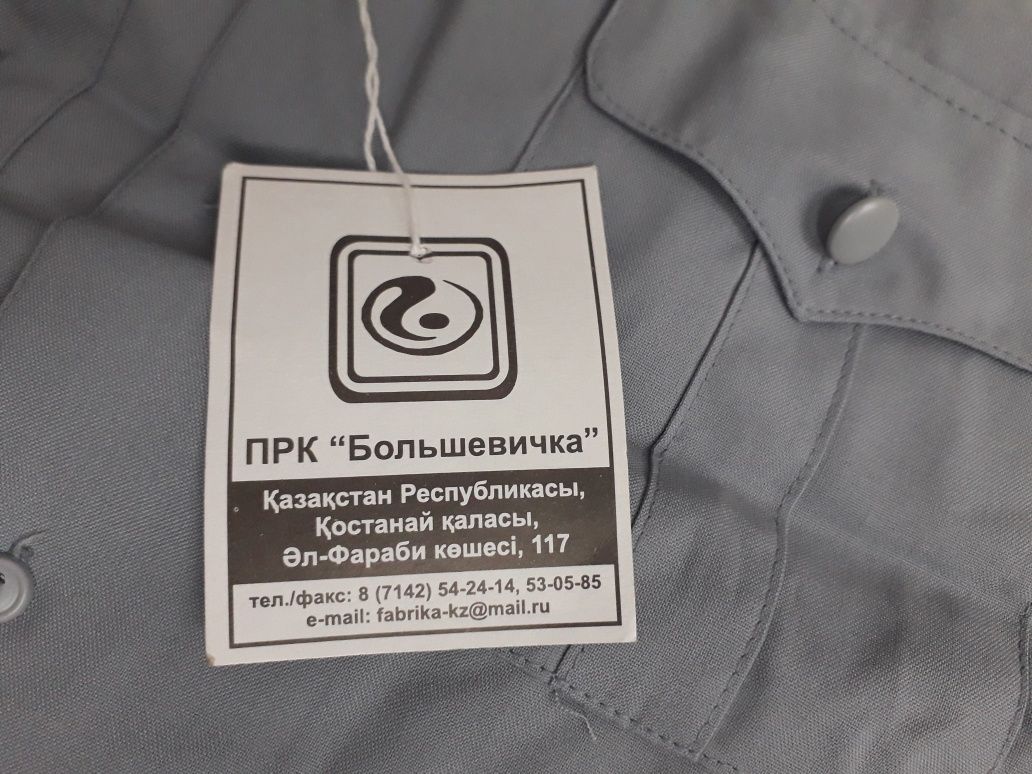 ПРК “Большевичка”
Қазақстан Республикасы,
Қостанай қаласы,
Әл-Фараби көшесі, 117
тел./факс: 8 (7142) 54-24-14, 53-05-85
e-mail: fabrika-kz@mail.ru